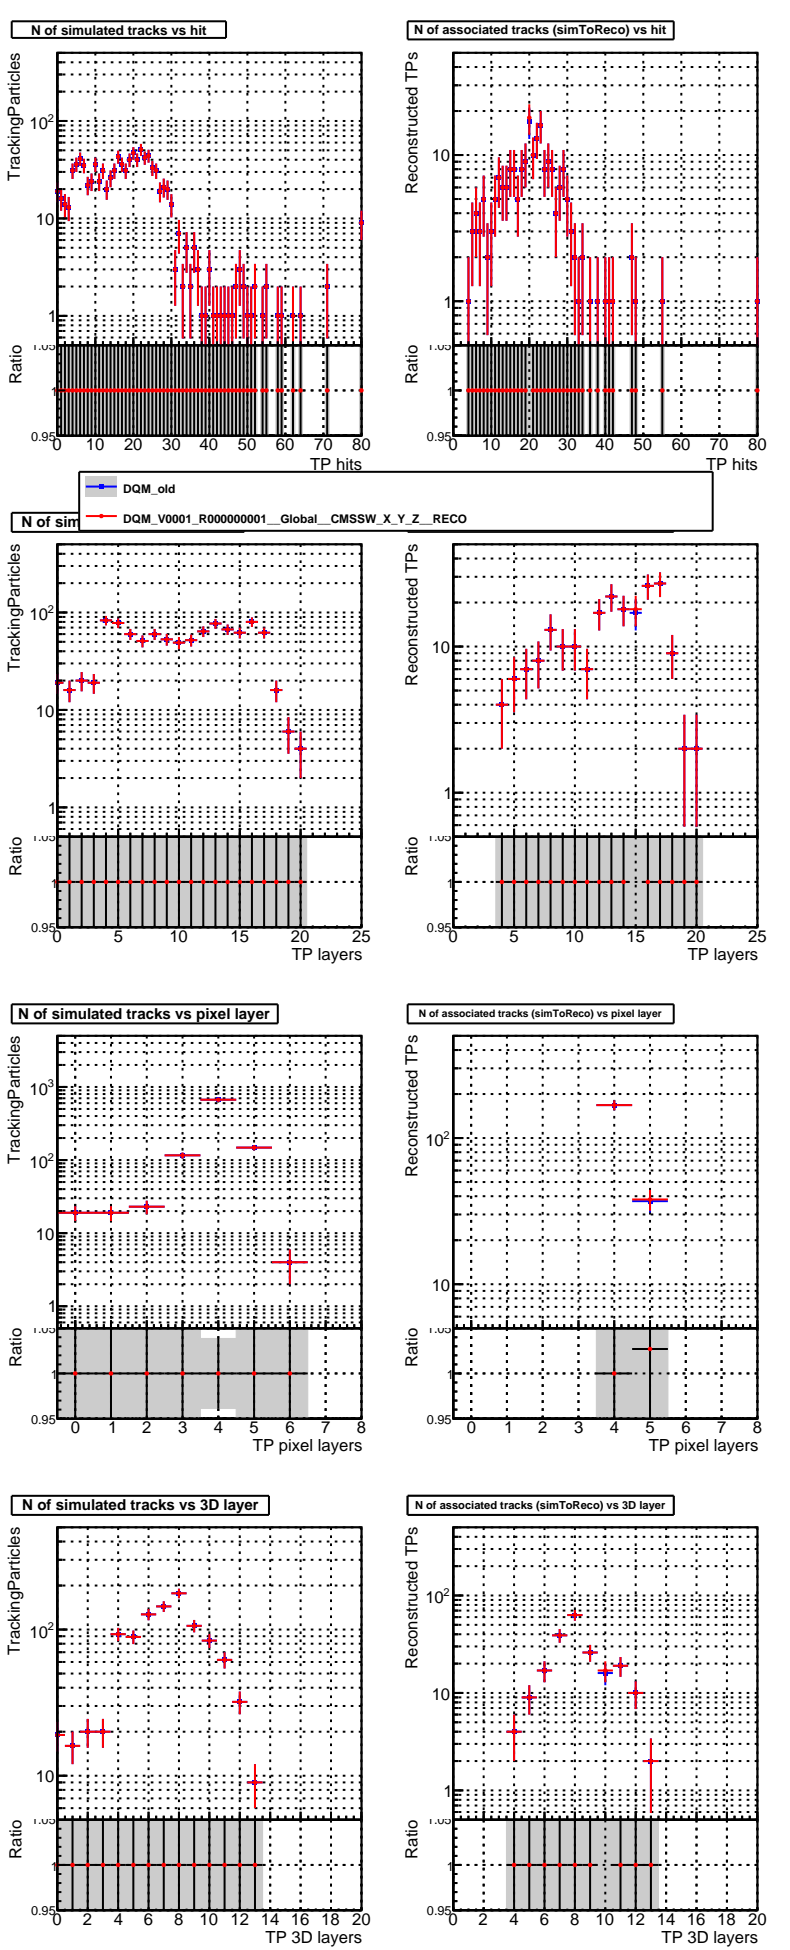 N of simulated tracks vs hit
N of associated tracks (simToReco) vs hit
TrackingParticles
10²
10
1
Reconstructed TPs
10
1
Ratio
1.05
1
0.95
0 10 20 30 40 50 60 70 80
TP hits
Ratio
1.05
1
0.95
0 10 20 30 40 50 60 70 80
TP hits
DQM_old
DQM_V0001_R000000001__Global__CMSSW_X_Y_Z__RECO
N of sim
TrackingParticles
10²
10
1
Reconstructed TPs
10
1
Ratio
1.05
1
0.95
0 5 10 15 20 25
TP layers
Ratio
1.05
1
0.95
0 5 10 15 20 25
TP layers
N of simulated tracks vs pixel layer
N of associated tracks (simToReco) vs pixel layer
TrackingParticles
10³
10²
10
1
Reconstructed TPs
10²
10
Ratio
1.05
1
0.95
0 1 2 3 4 5 6 7 8
TP pixel layers
Ratio
1.05
1
0.95
0 1 2 3 4 5 6 7 8
TP pixel layers
N of simulated tracks vs 3D layer
N of associated tracks (simToReco) vs 3D layer
TrackingParticles
10²
10
Reconstructed TPs
10²
10
1
Ratio
1.05
1
0.95
0 2 4 6 8 10 12 14 16 18 20
TP 3D layers
Ratio
1.05
1
0.95
0 2 4 6 8 10 12 14 16 18 20
TP 3D layers